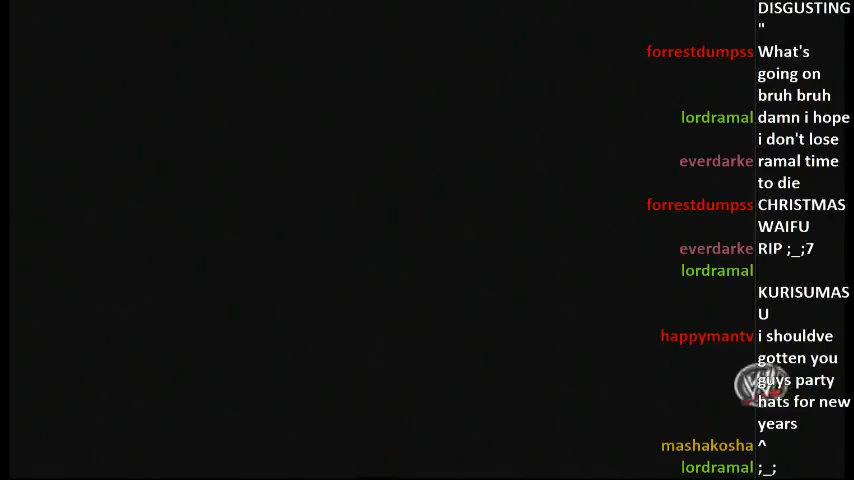 DISGUSTING
"
forrestdumpss What's
going on
bruh bruh
lordramal damn i hope
i don't lose
everdarke ramal time
to die
forrestdumpss CHRISTMAS
WAIFU
everdarke RIP ;_;7
lordramal
KURISUMAS
U
happymantv i shouldve
gotten you
guys party
hats for new
years
mashakosha ^
lordramal ;_;